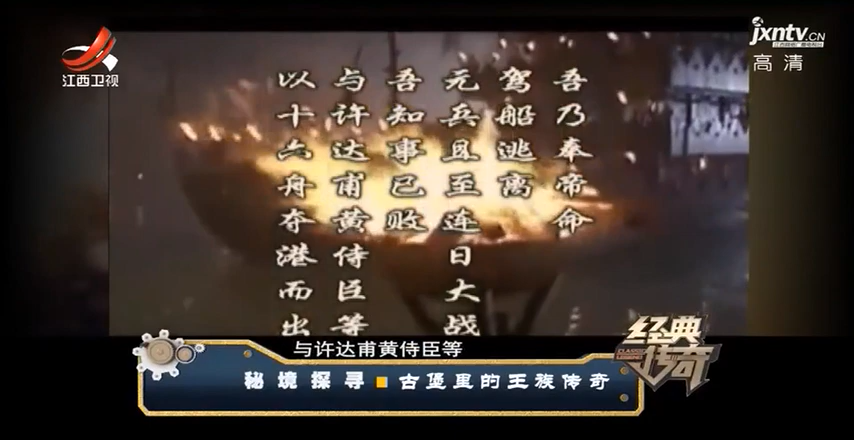 江西卫视
jxntv.CN
高清
吾乃奉帝命
驾船逃离
元兵且至连日大战
吾知事已败
与许达甫黄侍臣等
以十六舟夺港而出
与许达甫黄侍臣等
经典传奇
CLASSIC LEGEND
秘境探寻■古堡里的王族传奇